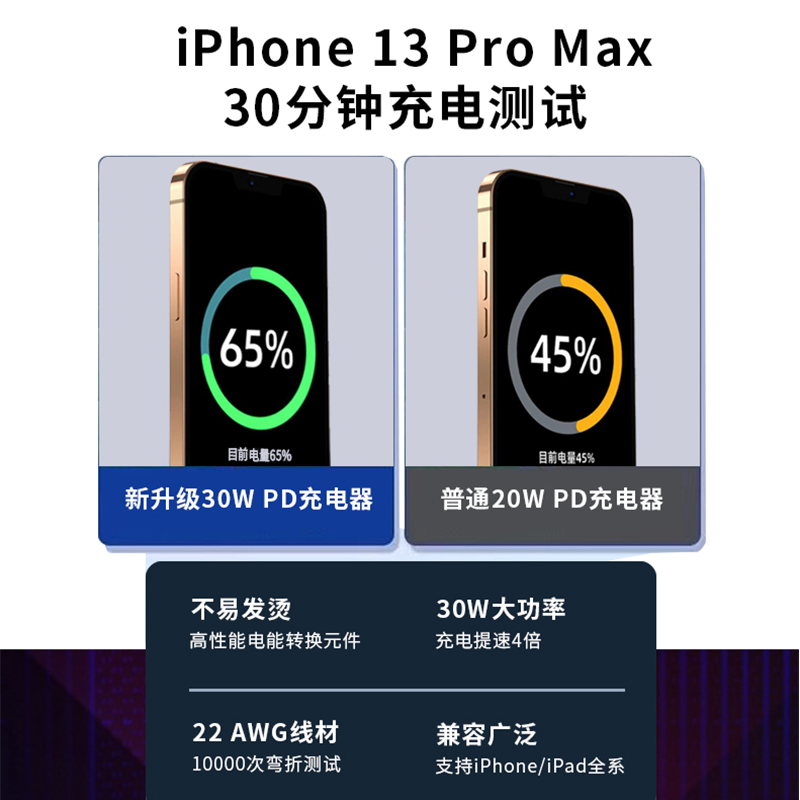 iPhone 13 Pro Max
30分钟充电测试
65%
目前电量65%
新升级30W PD充电器
45%
目前电量45%
普通20W PD充电器
不易发烫
高性能电能转换元件
30W大功率
充电提速4倍
22 AWG线材
10000次弯折测试
兼容广泛
支持iPhone/iPad全系